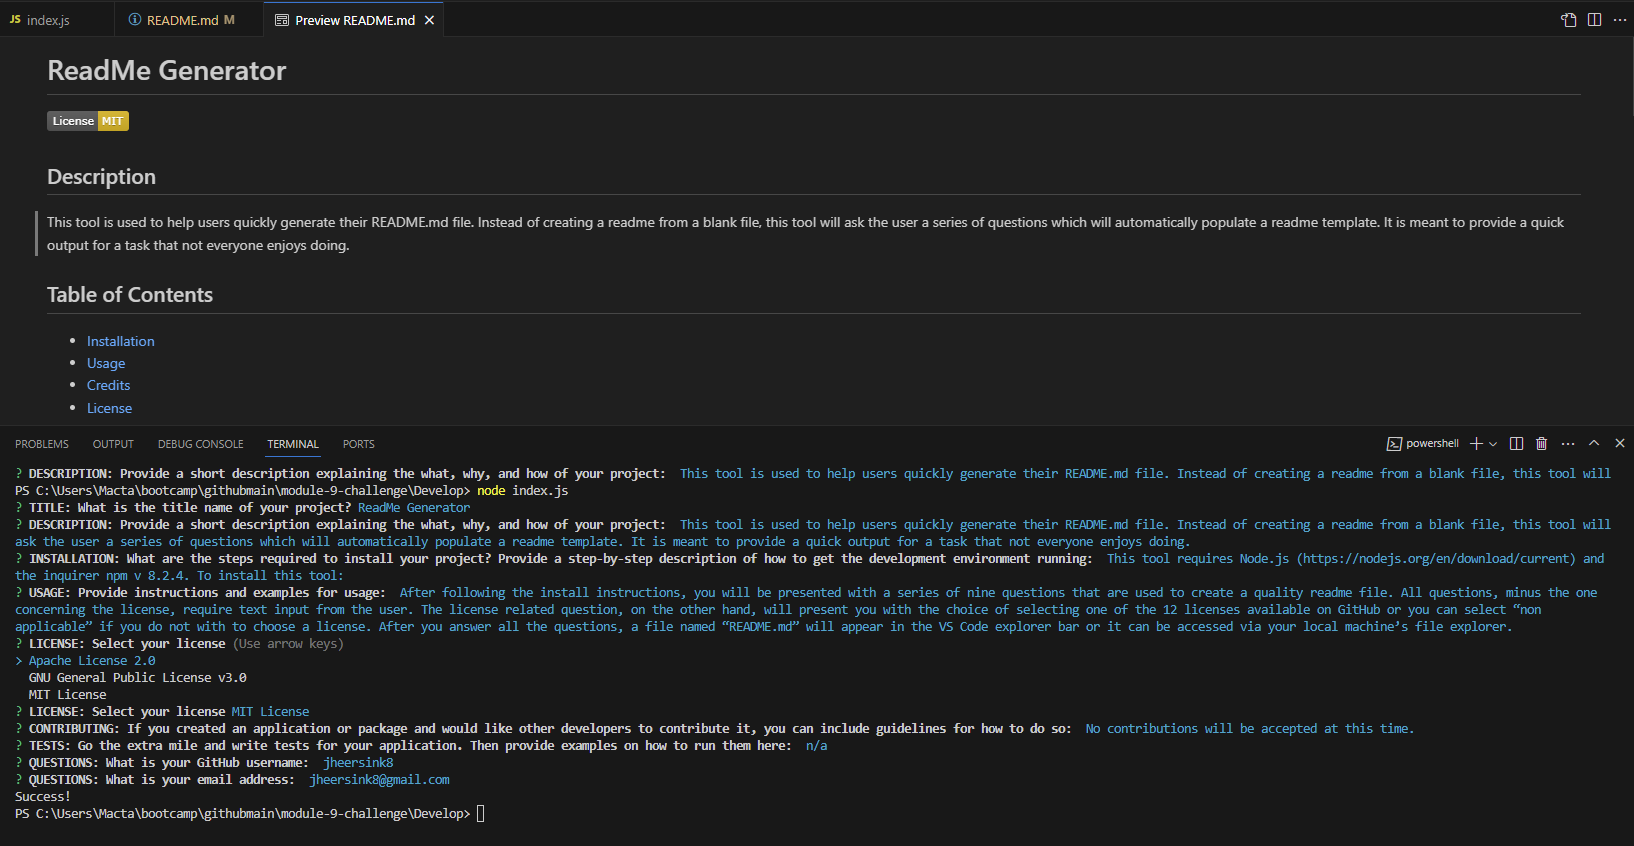 JS index.js
README.md M
Preview README.md
ReadMe Generator
License MIT
Description
This tool is used to help users quickly generate their README.md file. Instead of creating a readme from a blank file, this tool will ask the user a series of questions which will automatically populate a readme template. It is meant to provide a quick
output for a task that not everyone enjoys doing.
Table of Contents
Installation
Usage
Credits
License
PROBLEMS OUTPUT DEBUG CONSOLE TERMINAL PORTS powershell
? DESCRIPTION: Provide a short description explaining the what, why, and how of your project: This tool is used to help users quickly generate their README.md file. Instead of creating a readme from a blank file, this tool will
PS C:\Users\Macta\bootcamp\githubmain\module-9-challenge\Develop> node index.js
? TITLE: What is the title name of your project? ReadMe Generator
? DESCRIPTION: Provide a short description explaining the what, why, and how of your project: This tool is used to help users quickly generate their README.md file. Instead of creating a readme from a blank file, this tool will
ask the user a series of questions which will automatically populate a readme template. It is meant to provide a quick output for a task that not everyone enjoys doing.
? INSTALLATION: What are the steps required to install your project? Provide a step-by-step description of how to get the development environment running: This tool requires Node.js (https://nodejs.org/en/download/current) and
the inquirer npm v 8.2.4. To install this tool:
? USAGE: Provide instructions and examples for usage: After following the install instructions, you will be presented with a series of nine questions that are used to create a quality readme file. All questions, minus the one
concerning the license, require text input from the user. The license related question, on the other hand, will present you with the choice of selecting one of the 12 licenses available on GitHub or you can select “non
applicable” if you do not with to choose a license. After you answer all the questions, a file named “README.md” will appear in the VS Code explorer bar or it can be accessed via your local machine’s file explorer.
? LICENSE: Select your license (Use arrow keys)
> Apache License 2.0
GNU General Public License v3.0
MIT License
? LICENSE: Select your license MIT License
? CONTRIBUTING: If you created an application or package and would like other developers to contribute it, you can include guidelines for how to do so: No contributions will be accepted at this time.
? TESTS: Go the extra mile and write tests for your application. Then provide examples on how to run them here: n/a
? QUESTIONS: What is your GitHub username: jheersink8
? QUESTIONS: What is your email address: jheersink8@gmail.com
Success!
PS C:\Users\Macta\bootcamp\githubmain\module-9-challenge\Develop>